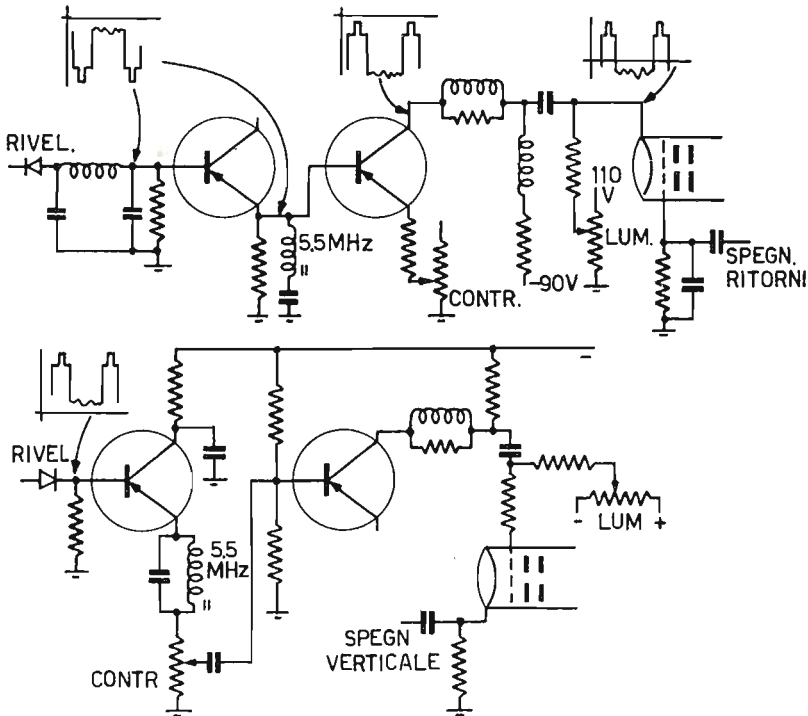 RIVEL.
5,5MHz
CONTR.
-90V
110
V
LUM.
SPEGN.
RITORNI
RIVEL
5,5
MHz
CONTR
- LUM +
SPEGN
VERTICALE
-